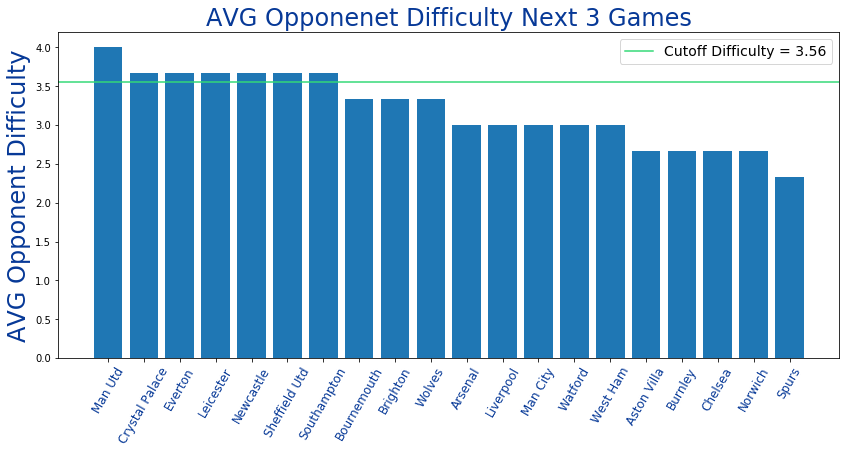 AVG Opponenet Difficulty Next 3 Games
Cutoff Difficulty = 3.56
AVG Opponent Difficulty
4.0
3.5
3.0
2.5
2.0
1.5
1.0
0.5
0.0
Man Utd
Crystal Palace
Everton
Leicester
Newcastle
Sheffield Utd
Southampton
Bournemouth
Brighton
Wolves
Arsenal
Liverpool
Man City
Watford
West Ham
Aston Villa
Burnley
Chelsea
Norwich
Spurs